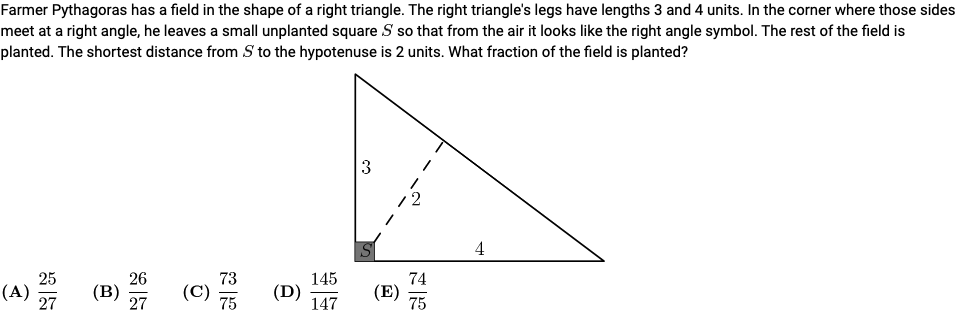 Farmer Pythagoras has a field in the shape of a right triangle. The right triangle's legs have lengths 3 and 4 units. In the corner where those sides
meet at a right angle, he leaves a small unplanted square S so that from the air it looks like the right angle symbol. The rest of the field is
planted. The shortest distance from S to the hypotenuse is 2 units. What fraction of the field is planted?
3
2
S
4
(A) 25/27 (B) 26/27 (C) 73/75 (D) 145/147 (E) 74/75